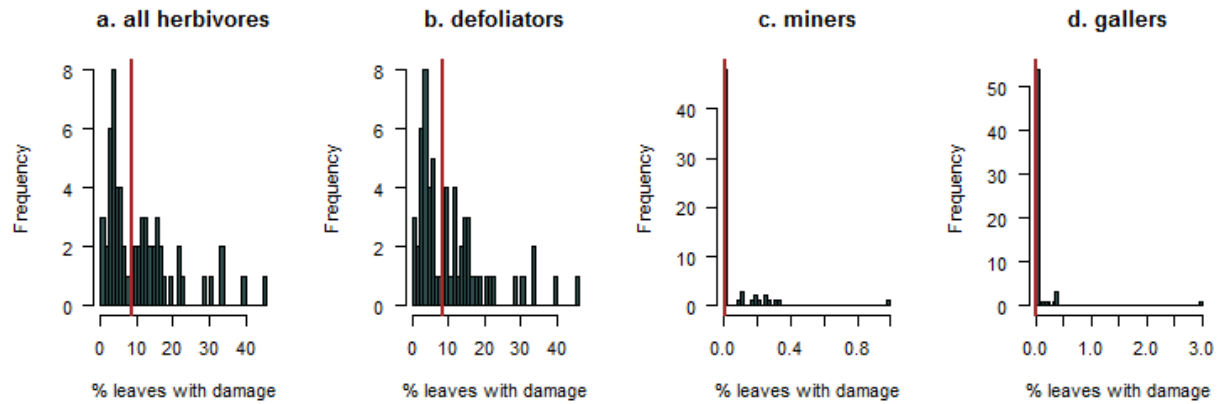 a. all herbivores
b. defoliators
c. miners
d. gallers
Frequency
0 2 4 6 8
0 10 20 30 40
% leaves with damage
Frequency
0 2 4 6 8
0 10 20 30 40
% leaves with damage
Frequency
0 10 20 30 40
0.0 0.4 0.8
% leaves with damage
Frequency
0 10 20 30 40 50
0.0 1.0 2.0 3.0
% leaves with damage